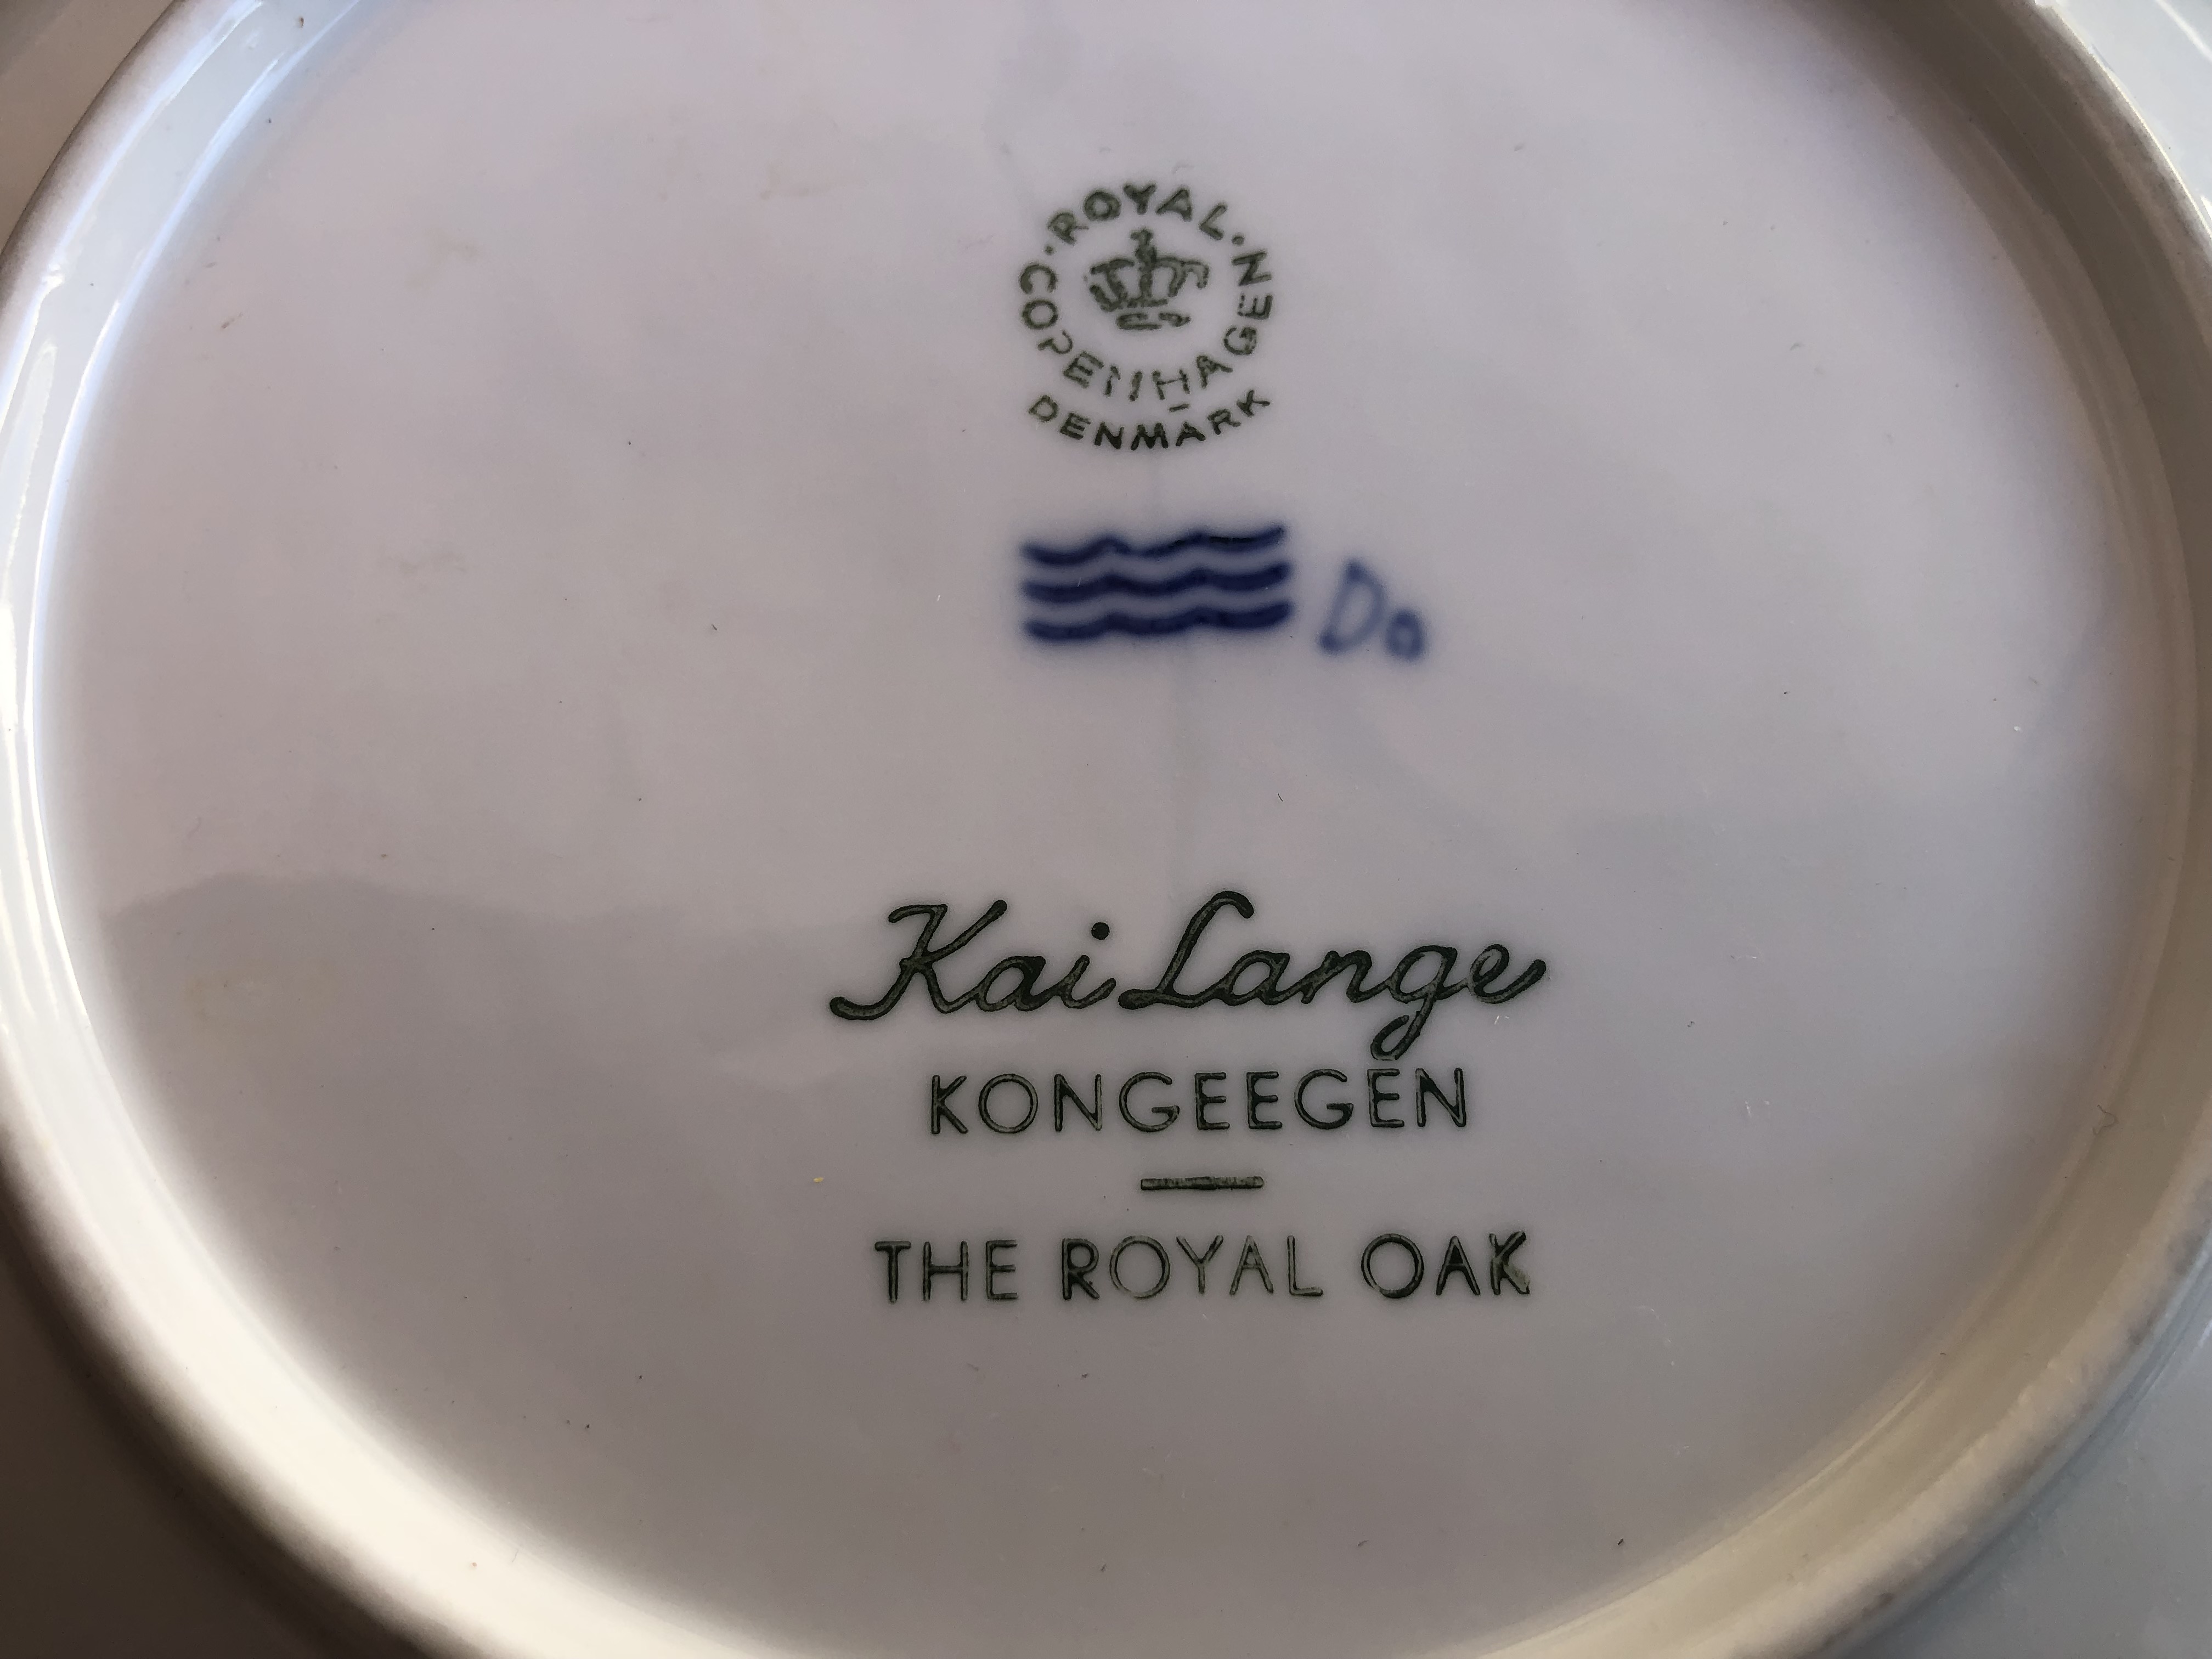 · ROYAL · COPENHAGEN
DENMARK
Do
Kai Lange
KONGEEGEN
THE ROYAL OAK